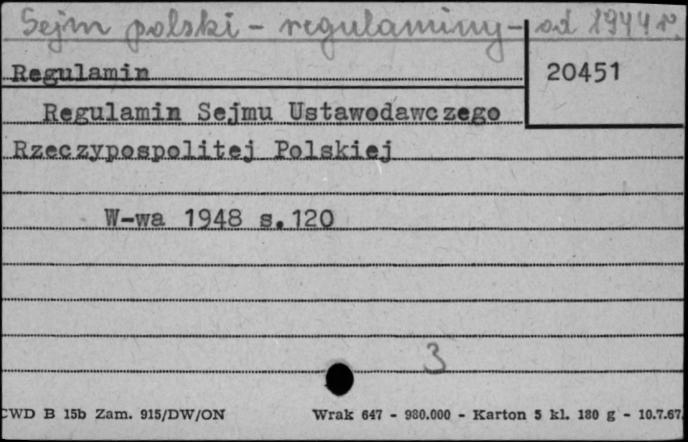 Sejm polski - regulaminy - od 1944 r.
Regulamin
20451
Regulamin Sejmu Ustawodawczego
Rzeczypospolitej Polskiej
W-wa 1948 s.120
3
CWD B 15b Zam. 915/DW/ON Wrak 647 - 980.000 - Karton 5 kl. 180 g - 10.7.67